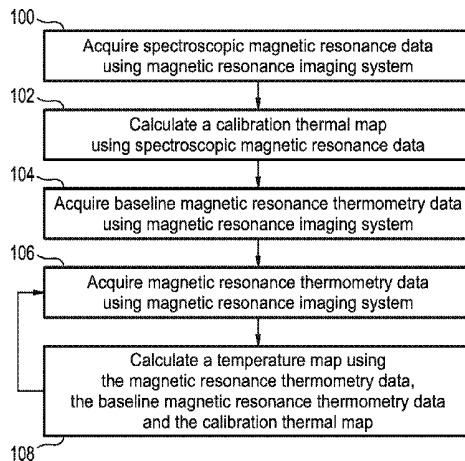 100
Acquire spectroscopic magnetic resonance data
using magnetic resonance imaging system
102
Calculate a calibration thermal map
using spectroscopic magnetic resonance data
104
Acquire baseline magnetic resonance thermometry data
using magnetic resonance imaging system
106
Acquire magnetic resonance thermometry data
using magnetic resonance imaging system
Calculate a temperature map using
the magnetic resonance thermometry data,
the baseline magnetic resonance thermometry data
and the calibration thermal map
108